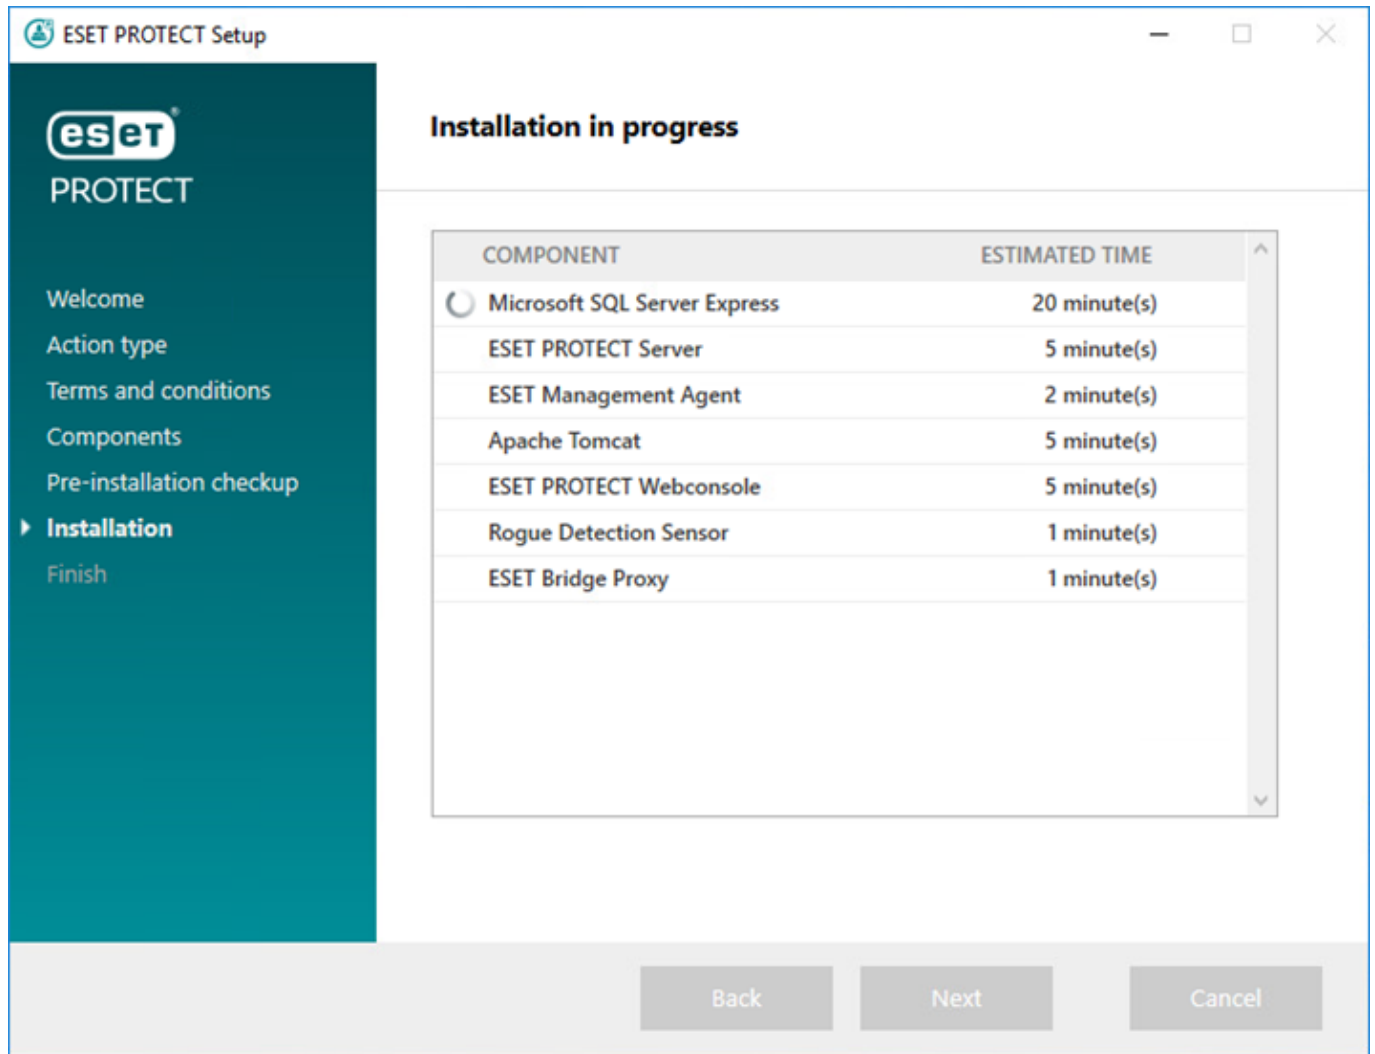 ESET PROTECT Setup
eset®
PROTECT
Welcome
Action type
Terms and conditions
Components
Pre-installation checkup
Installation
Finish
Installation in progress
COMPONENT ESTIMATED TIME
Microsoft SQL Server Express 20 minute(s)
ESET PROTECT Server 5 minute(s)
ESET Management Agent 2 minute(s)
Apache Tomcat 5 minute(s)
ESET PROTECT Webconsole 5 minute(s)
Rogue Detection Sensor 1 minute(s)
ESET Bridge Proxy 1 minute(s)
Back Next Cancel